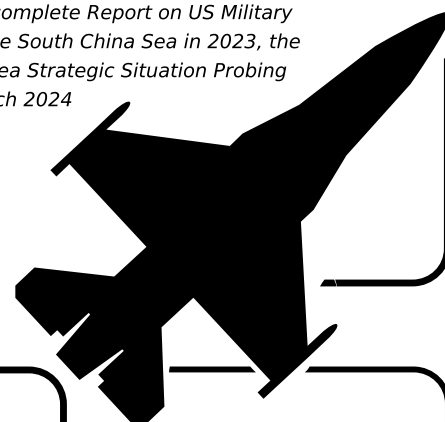 omplete Report on US Military
e South China Sea in 2023, the
ea Strategic Situation Probing
ch 2024